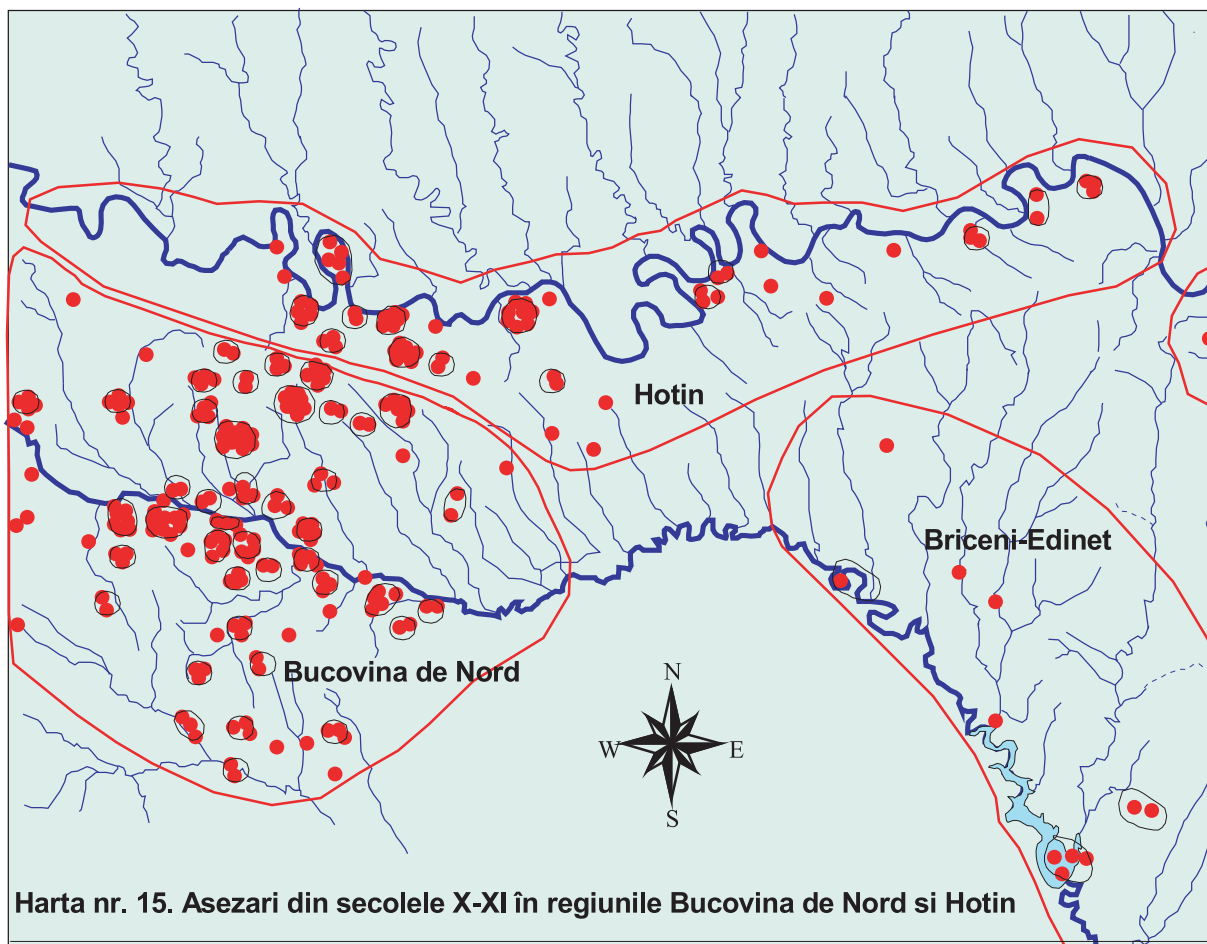 Hotin
Briceni-Edinet
Bucovina de Nord
N
W E
S
Harta nr. 15. Asezari din secolele X-XI în regiunile Bucovina de Nord si Hotin